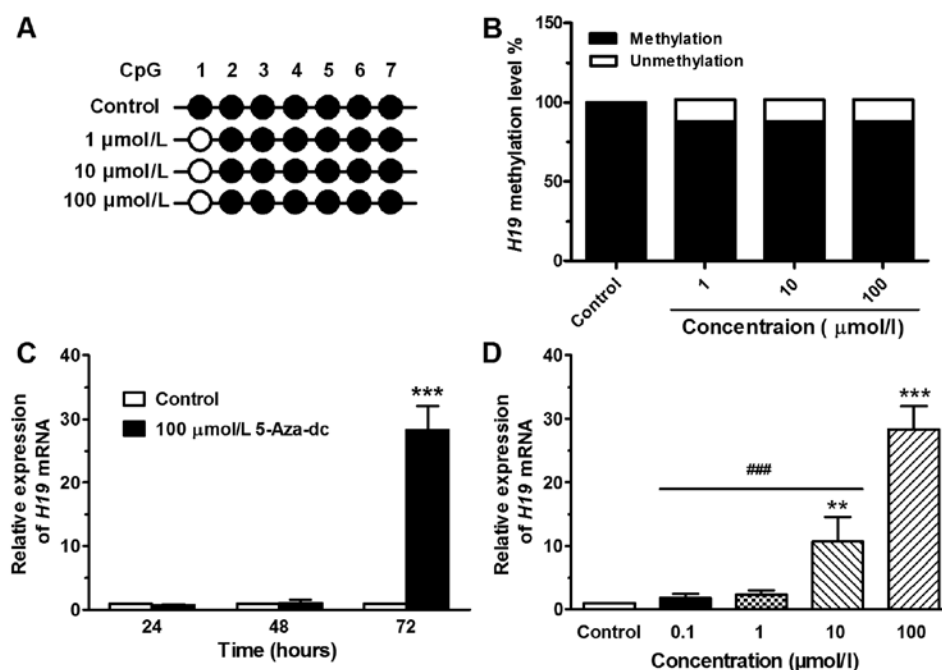 A
CpG 1 2 3 4 5 6 7
Control
1 µmol/L
10 µmol/L
100 µmol/L
B
H19 methylation level %
150
100
50
0
Methylation
Unmethylation
Control
1
10
100
Concentraion ( µmol/l)
C
Relative expression
of H19 mRNA
40
30
20
10
0
Control
100 µmol/L 5-Aza-dc
***
24 48 72
Time (hours)
D
Relative expression
of H19 mRNA
40
30
20
10
0
###
**
***
Control 0.1 1 10 100
Concentration (µmol/l)